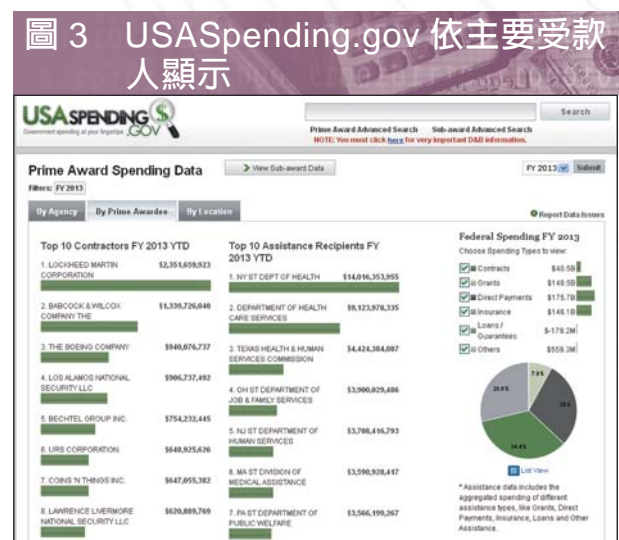 圖 3 USASpending.gov 依主要受款
人顯示
USASPENDING
.GOV
Government spending at your fingertips
Search
Prime Award Advanced Search Sub-award Advanced Search
NOTE: You must click here for very important D&B information.
Prime Award Spending Data
View Sub-award Data
FY 2013 Submit
Filters: FY 2013
By Agency By Prime Awardee By Location
Report Data Issues
Top 10 Contractors FY 2013 YTD
1. LOCKHEED MARTIN $2,351,659,923
CORPORATION
2. BABCOCK & WILCOX $1,339,726,040
COMPANY THE
3. THE BOEING COMPANY $940,876,737
4. LOS ALAMOS NATIONAL $906,737,492
SECURITY LLC
5. BECHTEL GROUP INC. $754,232,445
6. URS CORPORATION $648,925,626
7. COINS 'N THINGS INC. $647,055,302
8. LAWRENCE LIVERMORE $620,889,769
NATIONAL SECURITY LLC
Top 10 Assistance Recipients FY
2013 YTD
1. NY ST DEPT OF HEALTH $14,016,353,955
2. DEPARTMENT OF HEALTH $9,123,978,335
CARE SERVICES
3. TEXAS HEALTH & HUMAN $4,424,384,087
SERVICES COMMISSION
4. OH ST DEPARTMENT OF $3,900,029,486
JOB & FAMILY SERVICES
5. NJ ST DEPARTMENT OF $3,708,416,793
HUMAN SERVICES
6. MA ST DIVISION OF $3,590,928,417
MEDICAL ASSISTANCE
7. PA ST DEPARTMENT OF $3,566,199,267
PUBLIC WELFARE
Federal Spending FY 2013
Choose Spending Types to view:
Contracts $40.5B
Grants $149.5B
Direct Payments $175.7B
Insurance $146.1B
Loans / $-179.2M
Guarantees
Others $559.3M
List View
* Assistance data includes the
aggregated spending of different
assistance types, like Grants, Direct
Payments, Insurance, Loans and Other
Assistance.